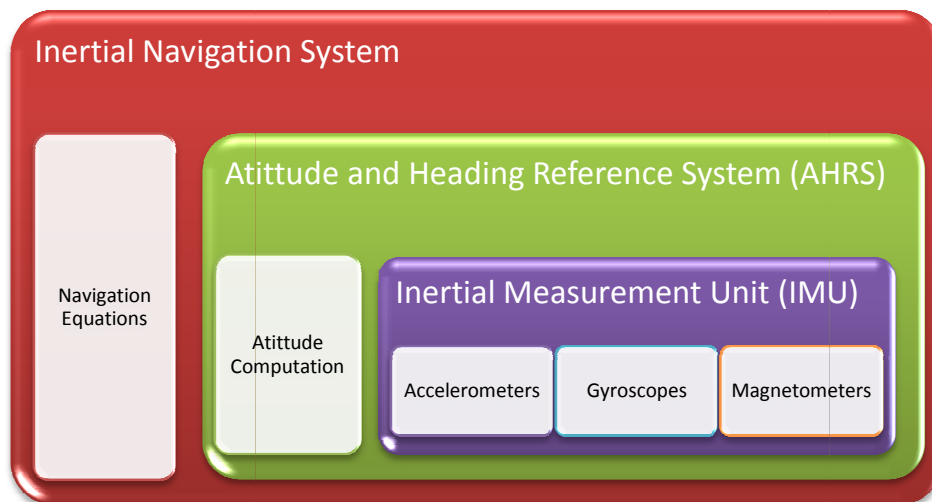 Inertial Navigation System
Atittude and Heading Reference System (AHRS)
Inertial Measurement Unit (IMU)
Navigation
Equations
Atittude
Computation
Accelerometers
Gyroscopes
Magnetometers